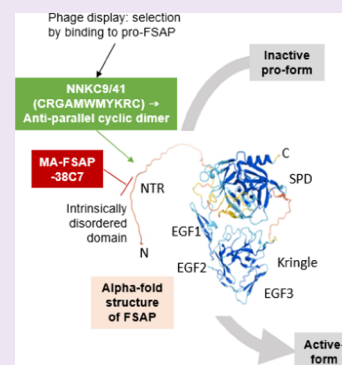 Phage display: selection
by binding to pro-FSAP
Inactive
pro-form
NNKC9/41
(CRGAMWMYKRC) →
Anti-parallel cyclic dimer
MA-FSAP
-38C7
NTR
C
SPD
Intrinsically
disordered
domain
N
EGF1
EGF2
Kringle
EGF3
Alpha-fold
structure
of FSAP
Active-
form